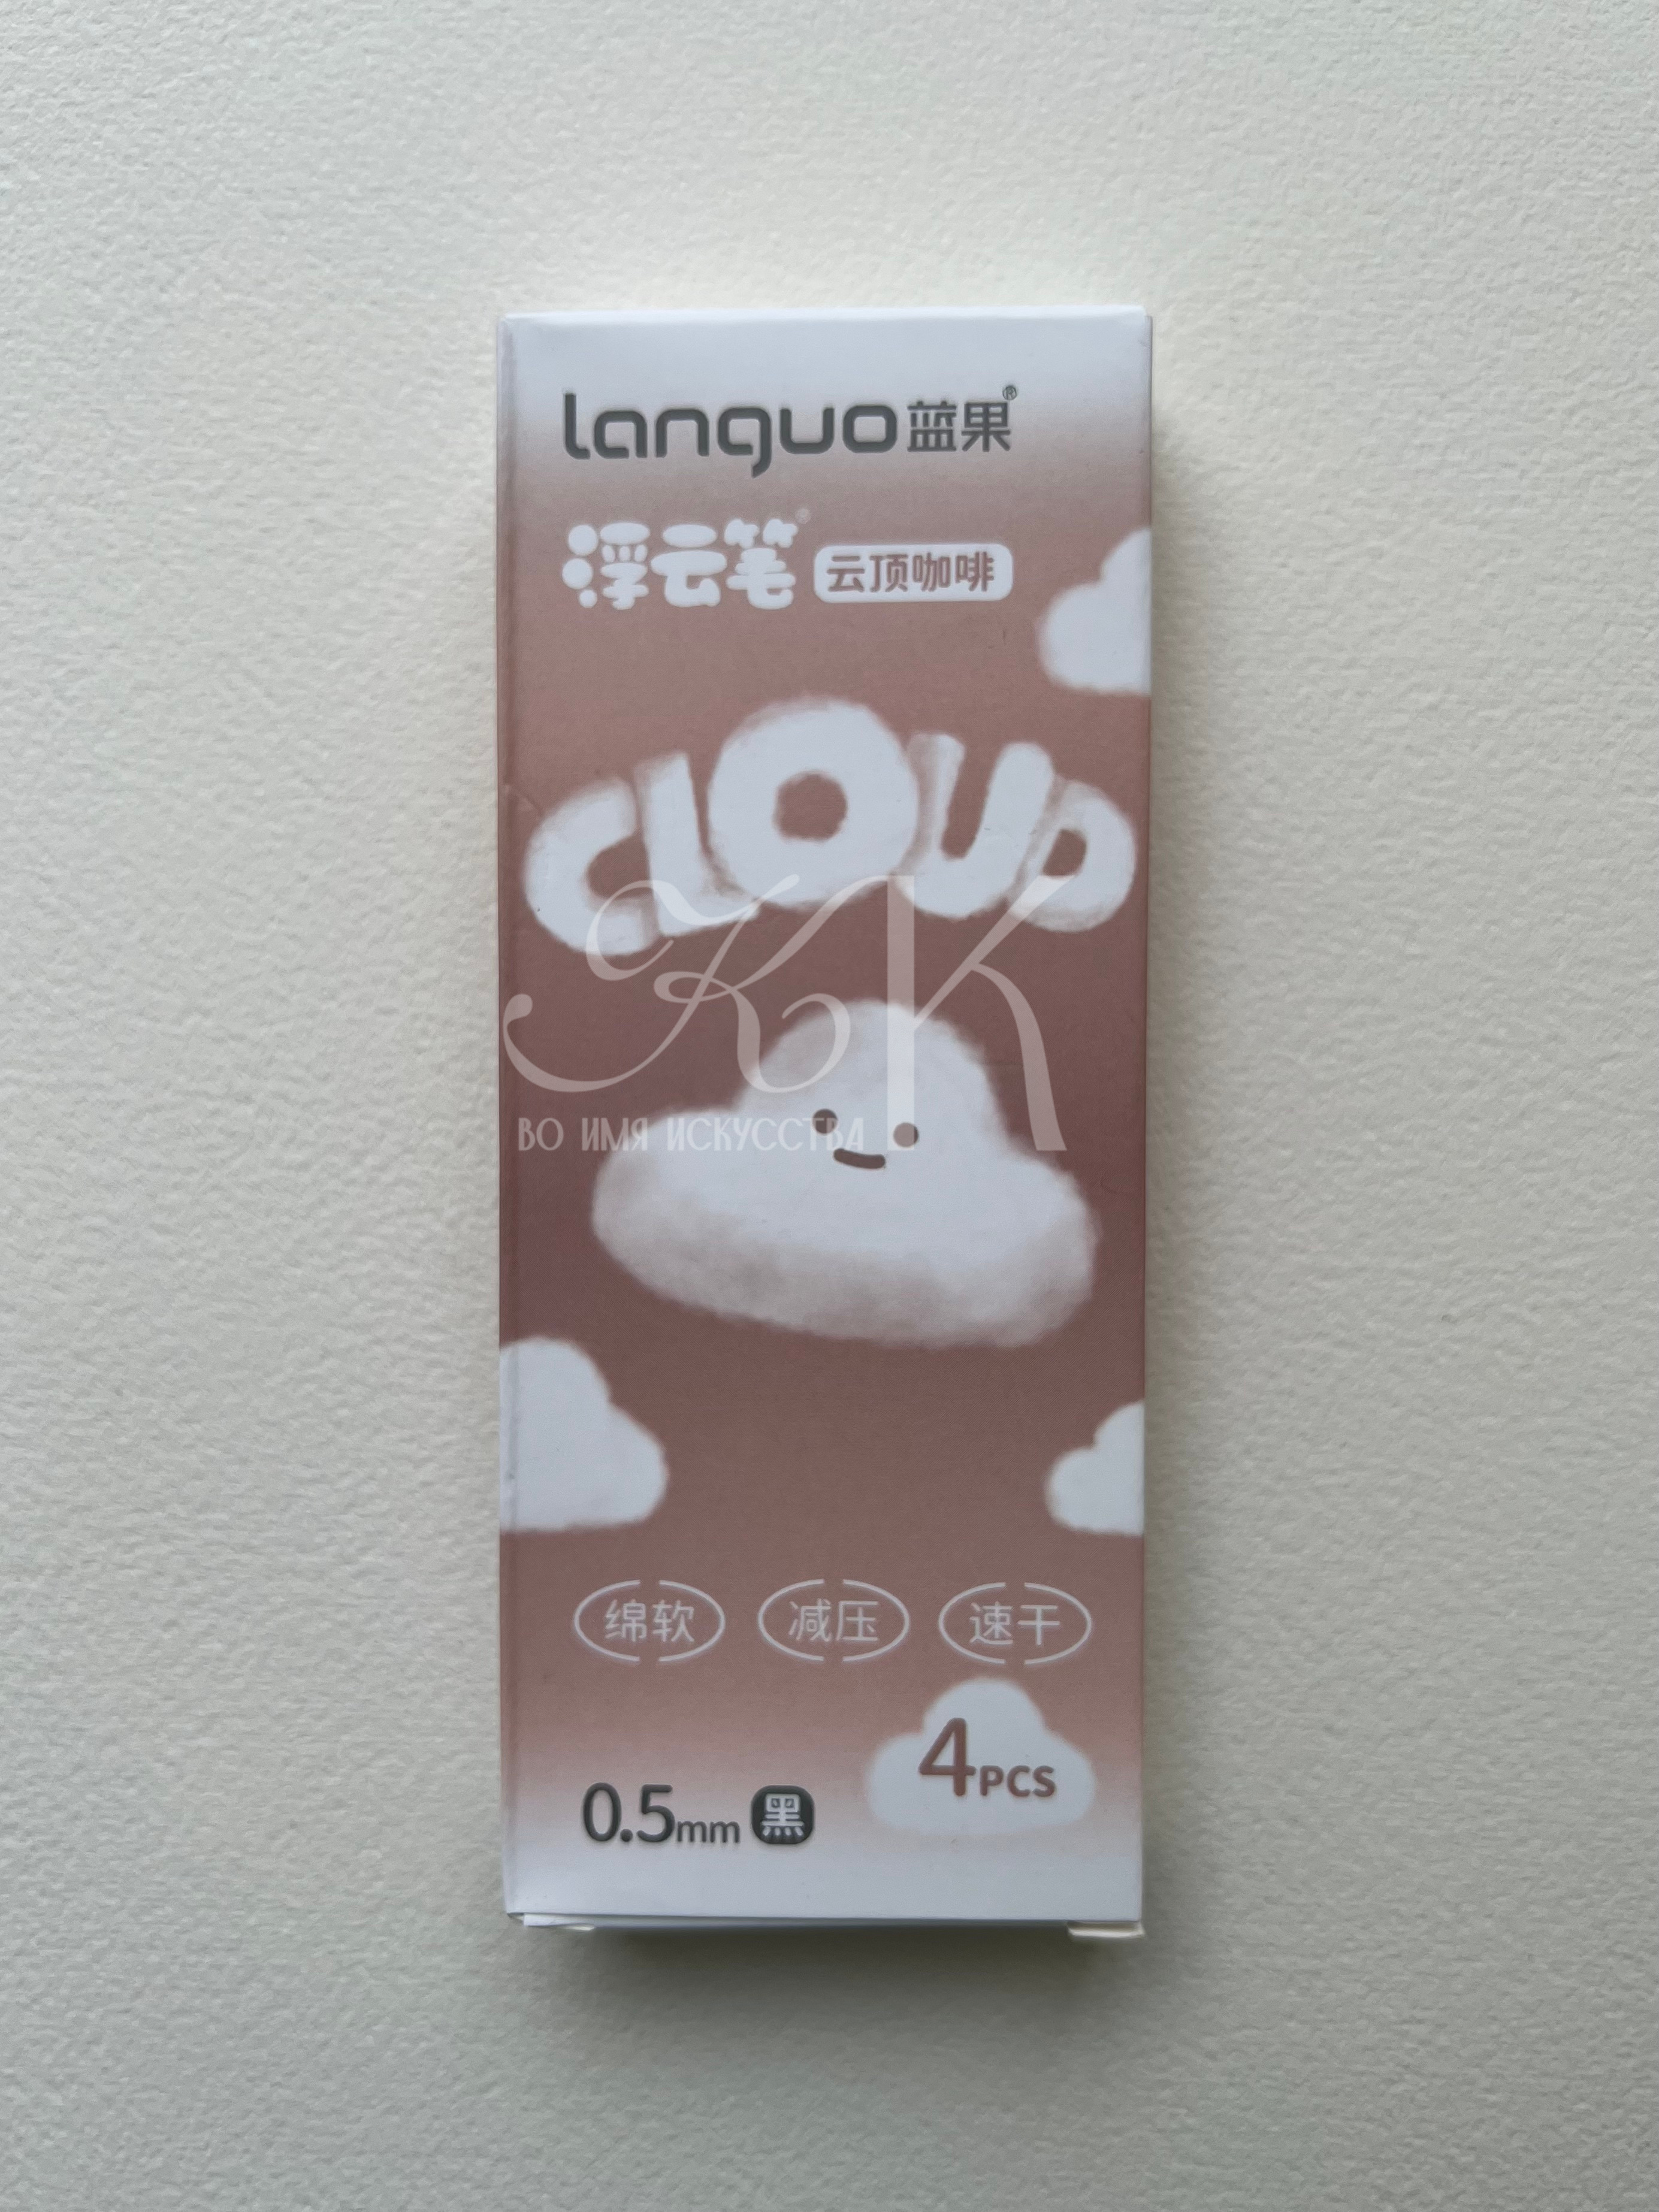 languo蓝果®
浮云笔® 云顶咖啡
CLOUD
KK
ВО ИМЯ ИСКУССТВА
绵软 减压 速干
4PCS
0.5mm 黑